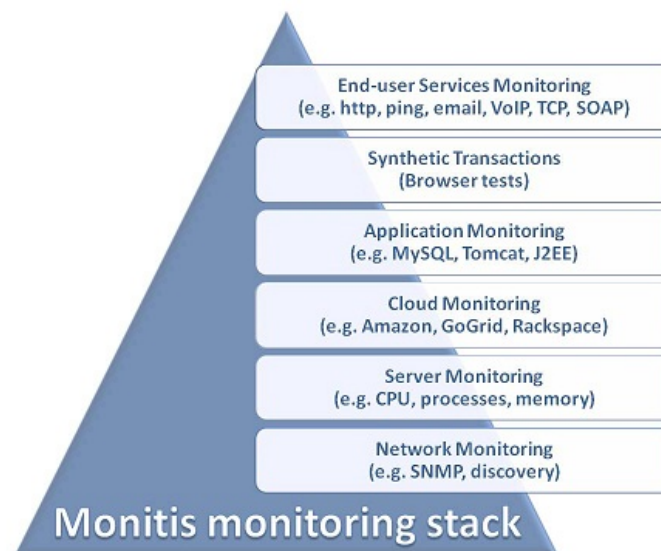 End-user Services Monitoring
(e.g. http, ping, email, VoIP, TCP, SOAP)
Synthetic Transactions
(Browser tests)
Application Monitoring
(e.g. MySQL, Tomcat, J2EE)
Cloud Monitoring
(e.g. Amazon, GoGrid, Rackspace)
Server Monitoring
(e.g. CPU, processes, memory)
Network Monitoring
(e.g. SNMP, discovery)
Monitis monitoring stack